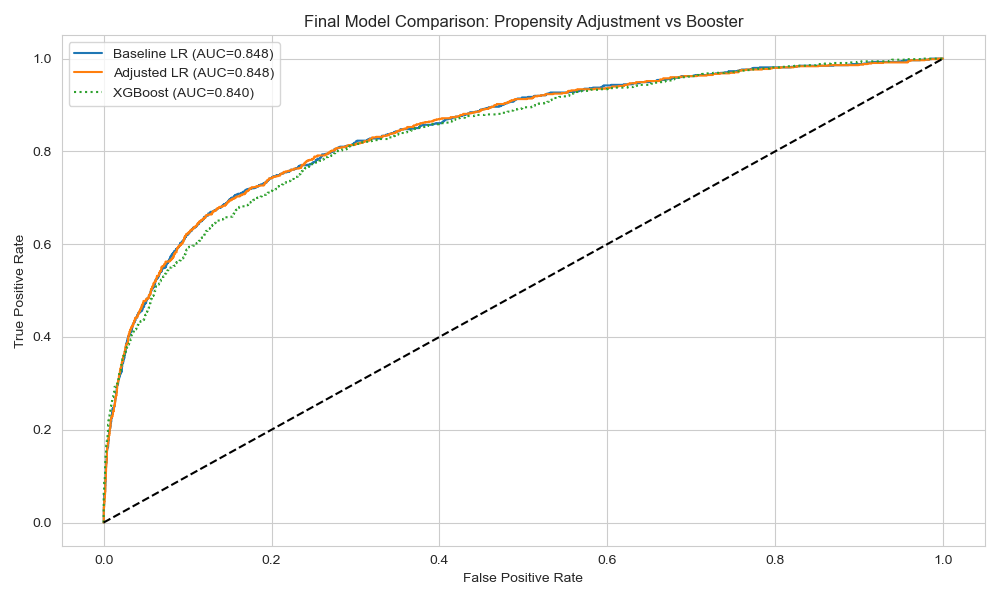 Final Model Comparison: Propensity Adjustment vs Booster
Baseline LR (AUC=0.848)
Adjusted LR (AUC=0.848)
XGBoost (AUC=0.840)
True Positive Rate
1.0
0.8
0.6
0.4
0.2
0.0
0.0 0.2 0.4 0.6 0.8 1.0
False Positive Rate